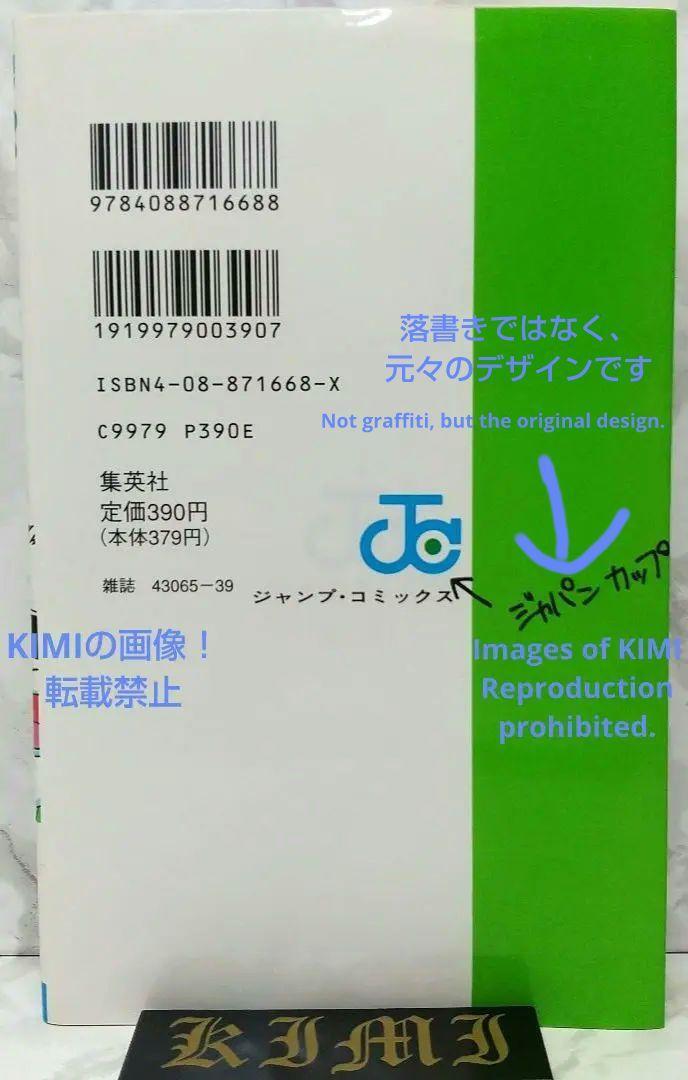 9784088716688
1919979003907
ISBN4-08-871668-X
C9979 P390E
集英社
定価390円
(本体379円)
雑誌 43065-39
JC
ジャンプ・コミックス
ジャパン カップ
落書きではなく、
元々のデザインです
Not graffiti, but the original design.
KIMIの画像！
転載禁止
Images of KIMI
Reproduction
prohibited.
KIMI